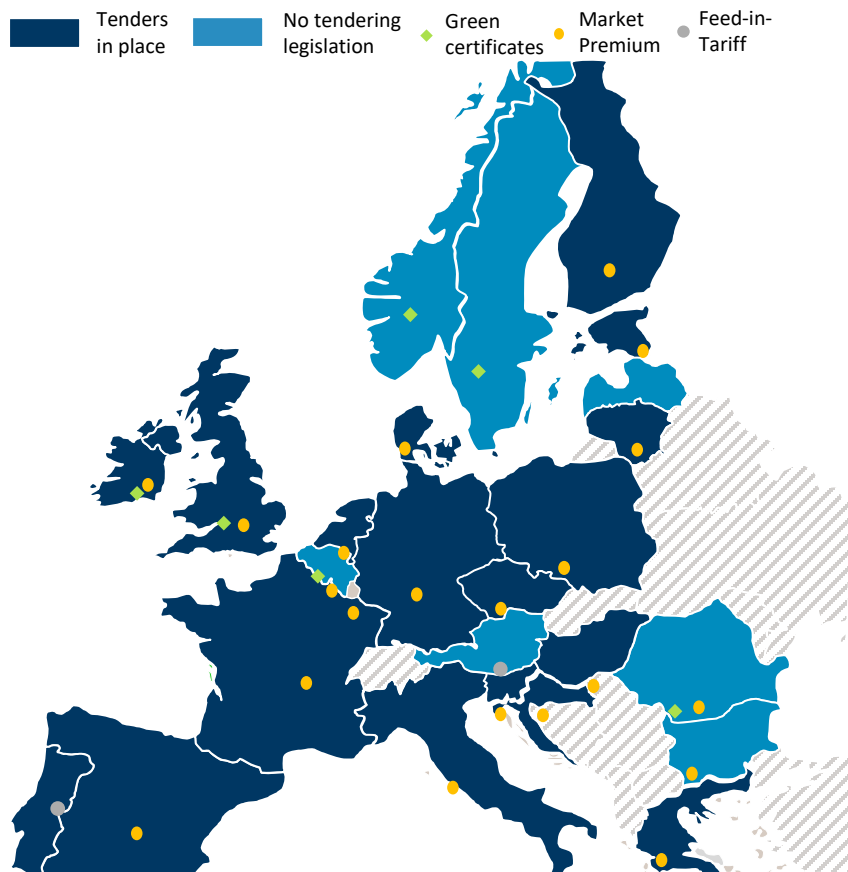 Tenders
in place
No tendering
legislation
Green
certificates
Market
Premium
Feed-in-
Tariff